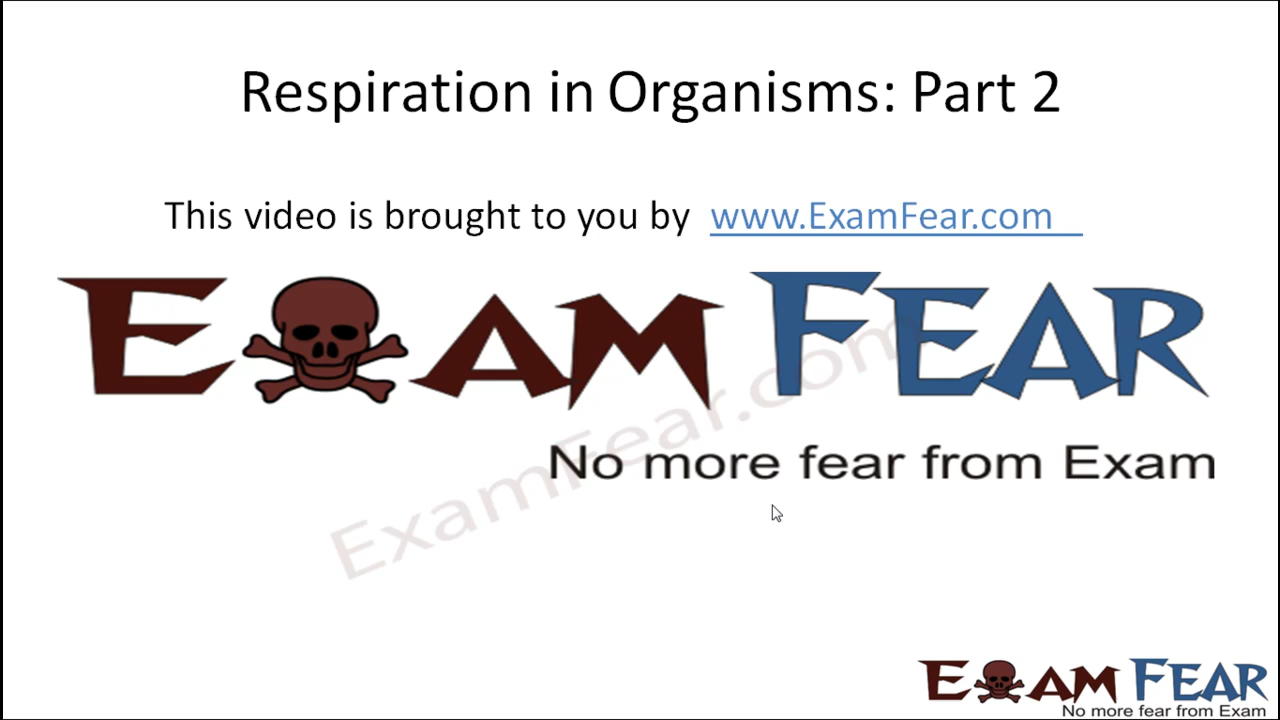 Respiration in Organisms: Part 2
This video is brought to you by www.ExamFear.com
EXAM FEAR
No more fear from Exam
ExamFear.com
EXAM FEAR
No more fear from Exam